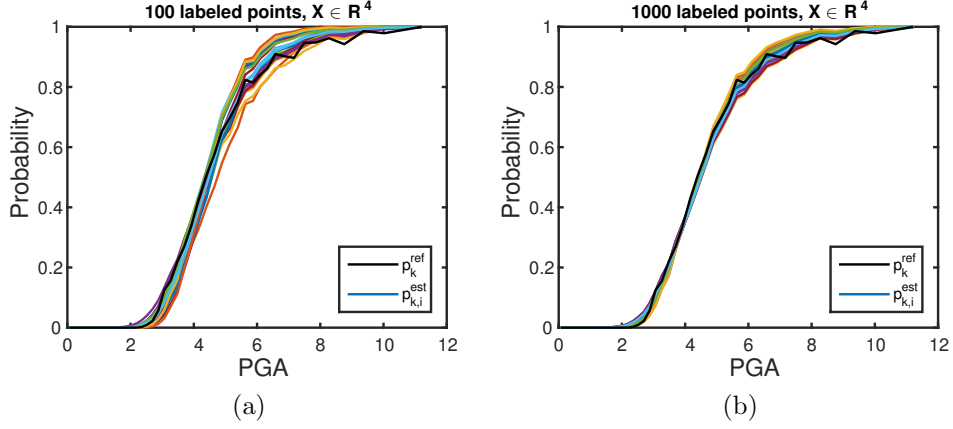 100 labeled points, X ∈ R⁴
1
0.8
0.6
0.4
0.2
0
Probability
0 2 4 6 8 10 12
PGA
p_k^ref
p_{k,i}^est
(a)
1000 labeled points, X ∈ R⁴
1
0.8
0.6
0.4
0.2
0
Probability
0 2 4 6 8 10 12
PGA
p_k^ref
p_{k,i}^est
(b)